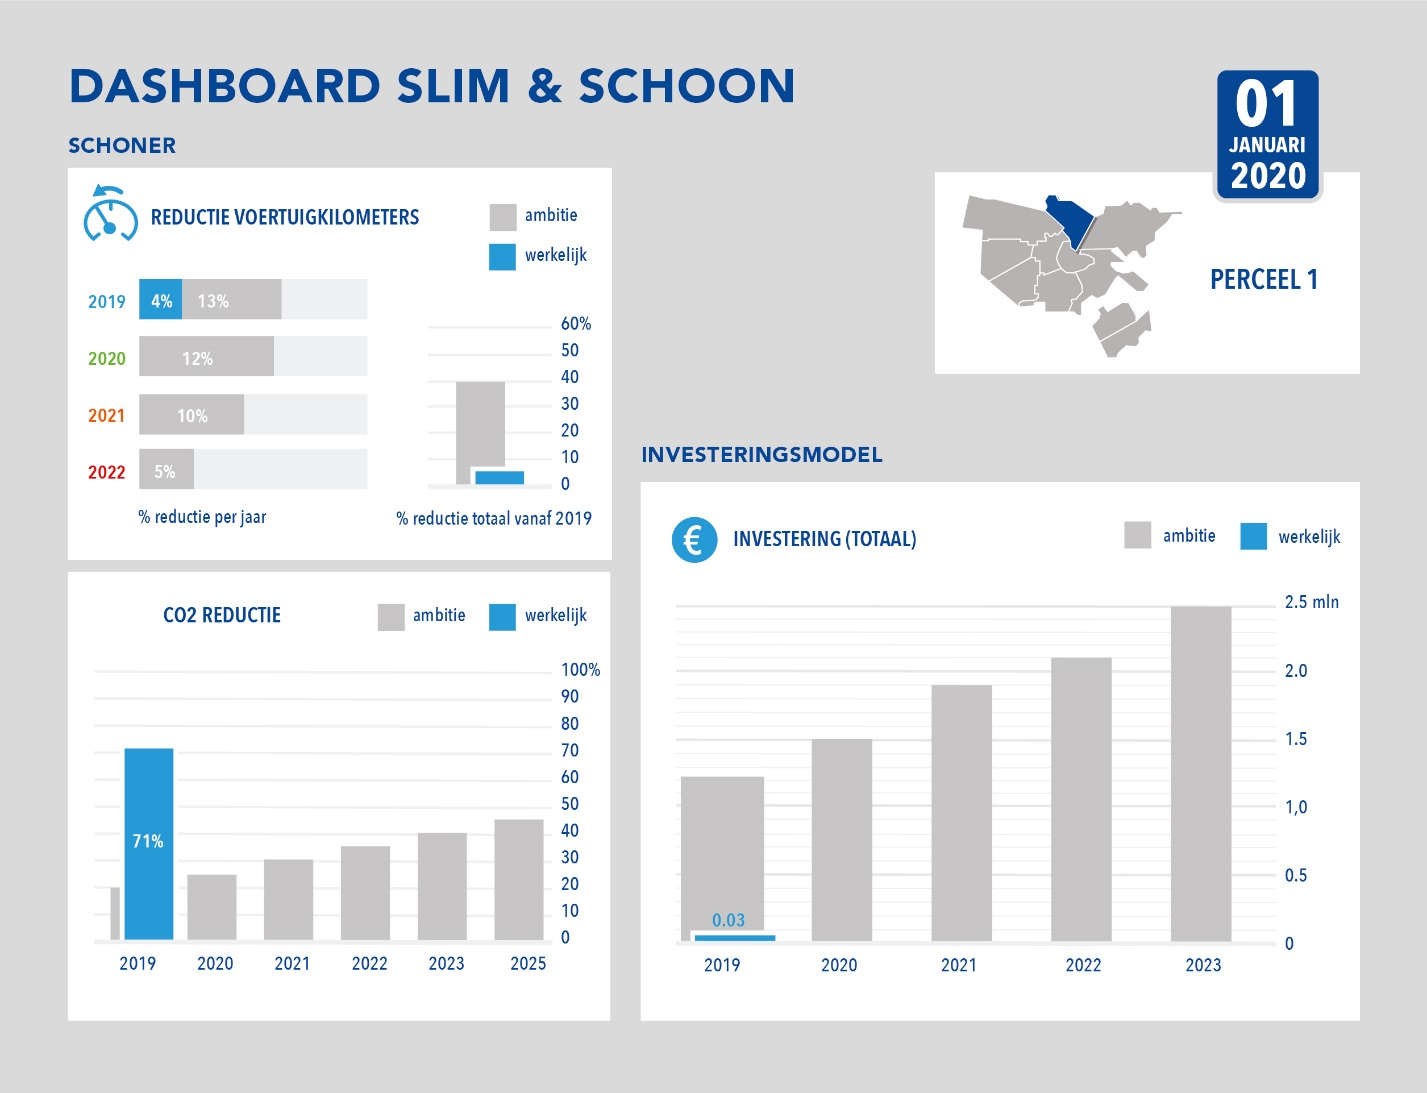 DASHBOARD SLIM & SCHOON
01
JANUARI
2020
PERCEEL 1
SCHONER
REDUCTIE VOERTUIGKILOMETERS
ambitie
werkelijk
2019 4% 13%
2020 12%
2021 10%
2022 5%
% reductie per jaar
60%
50
40
30
20
10
0
% reductie totaal vanaf 2019
CO2 REDUCTIE
ambitie
werkelijk
100%
90
80
70
60
50
40
30
20
10
0
71%
2019 2020 2021 2022 2023 2025
INVESTERINGSMODEL
€
INVESTERING (TOTAAL)
ambitie
werkelijk
2.5 mln
2.0
1.5
1,0
0.5
0
0.03
2019 2020 2021 2022 2023